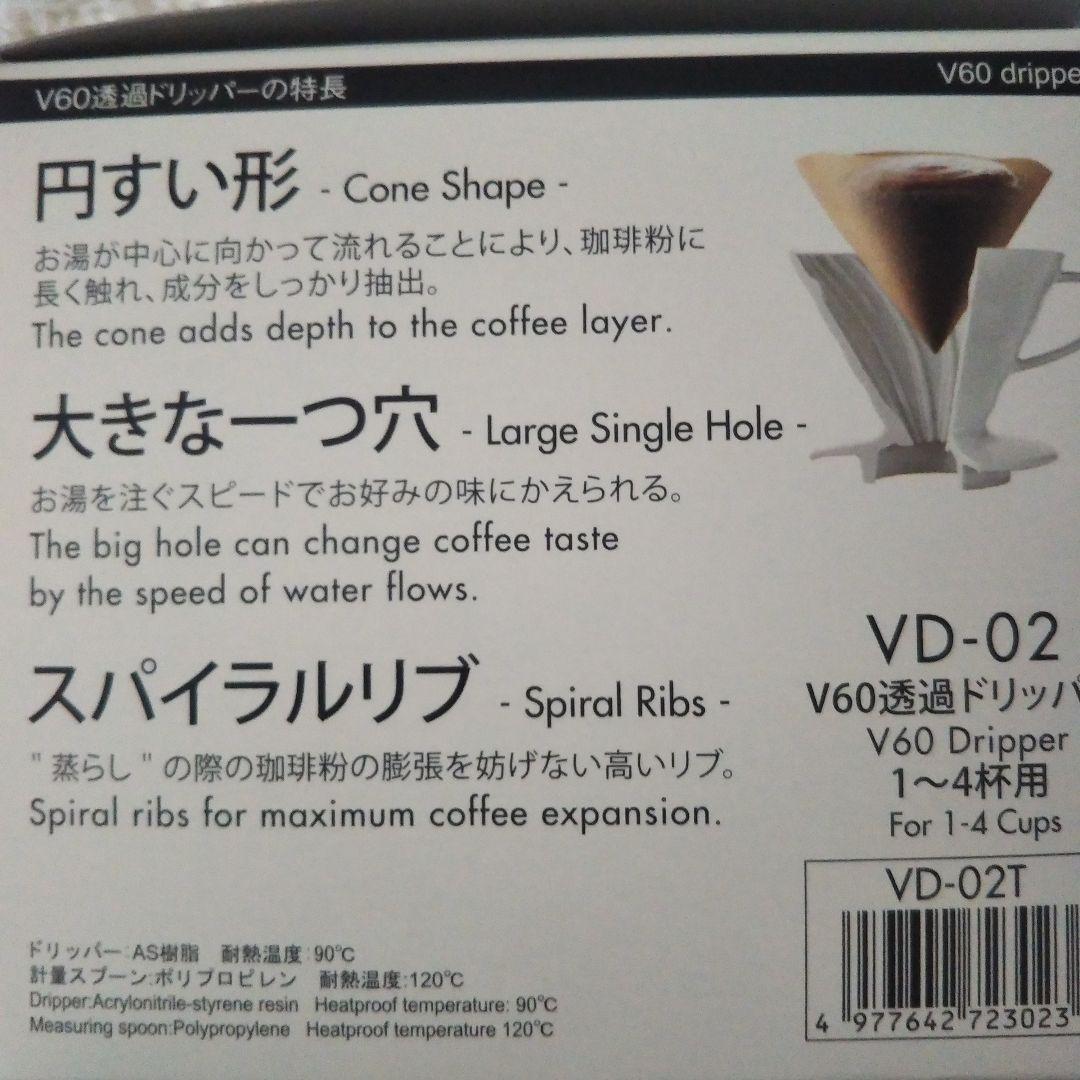 V60透過ドリッパーの特長
V60 drippe
円すい形 - Cone Shape -
お湯が中心に向かって流れることにより、珈琲粉に
長く触れ、成分をしっかり抽出。
The cone adds depth to the coffee layer.
大きな一つ穴 - Large Single Hole -
お湯を注ぐスピードでお好みの味にかえられる。
The big hole can change coffee taste
by the speed of water flows.
スパイラルリブ - Spiral Ribs -
"蒸らし"の際の珈琲粉の膨張を妨げない高いリブ。
Spiral ribs for maximum coffee expansion.
VD-02
V60透過ドリッパ
V60 Dripper
1～4杯用
For 1-4 Cups
VD-02T
4 977642 723023
ドリッパー:AS樹脂 耐熱温度:90℃
計量スプーン:ポリプロピレン 耐熱温度:120℃
Dripper:Acrylonitrile-styrene resin Heatproof temperature: 90℃
Measuring spoon:Polypropylene Heatproof temperature 120℃